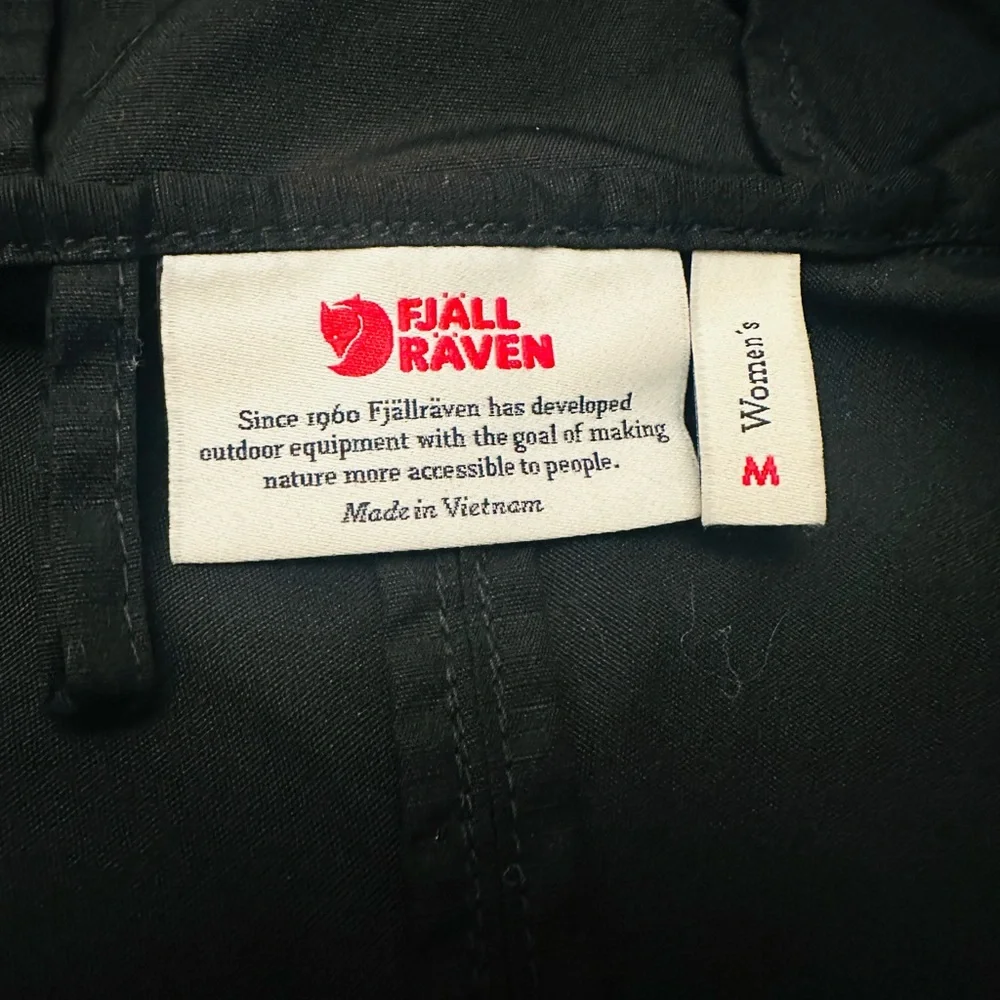 FJÄLL
RÄVEN
Since 1960 Fjällräven has developed
outdoor equipment with the goal of making
nature more accessible to people.
Made in Vietnam
Women´s
M